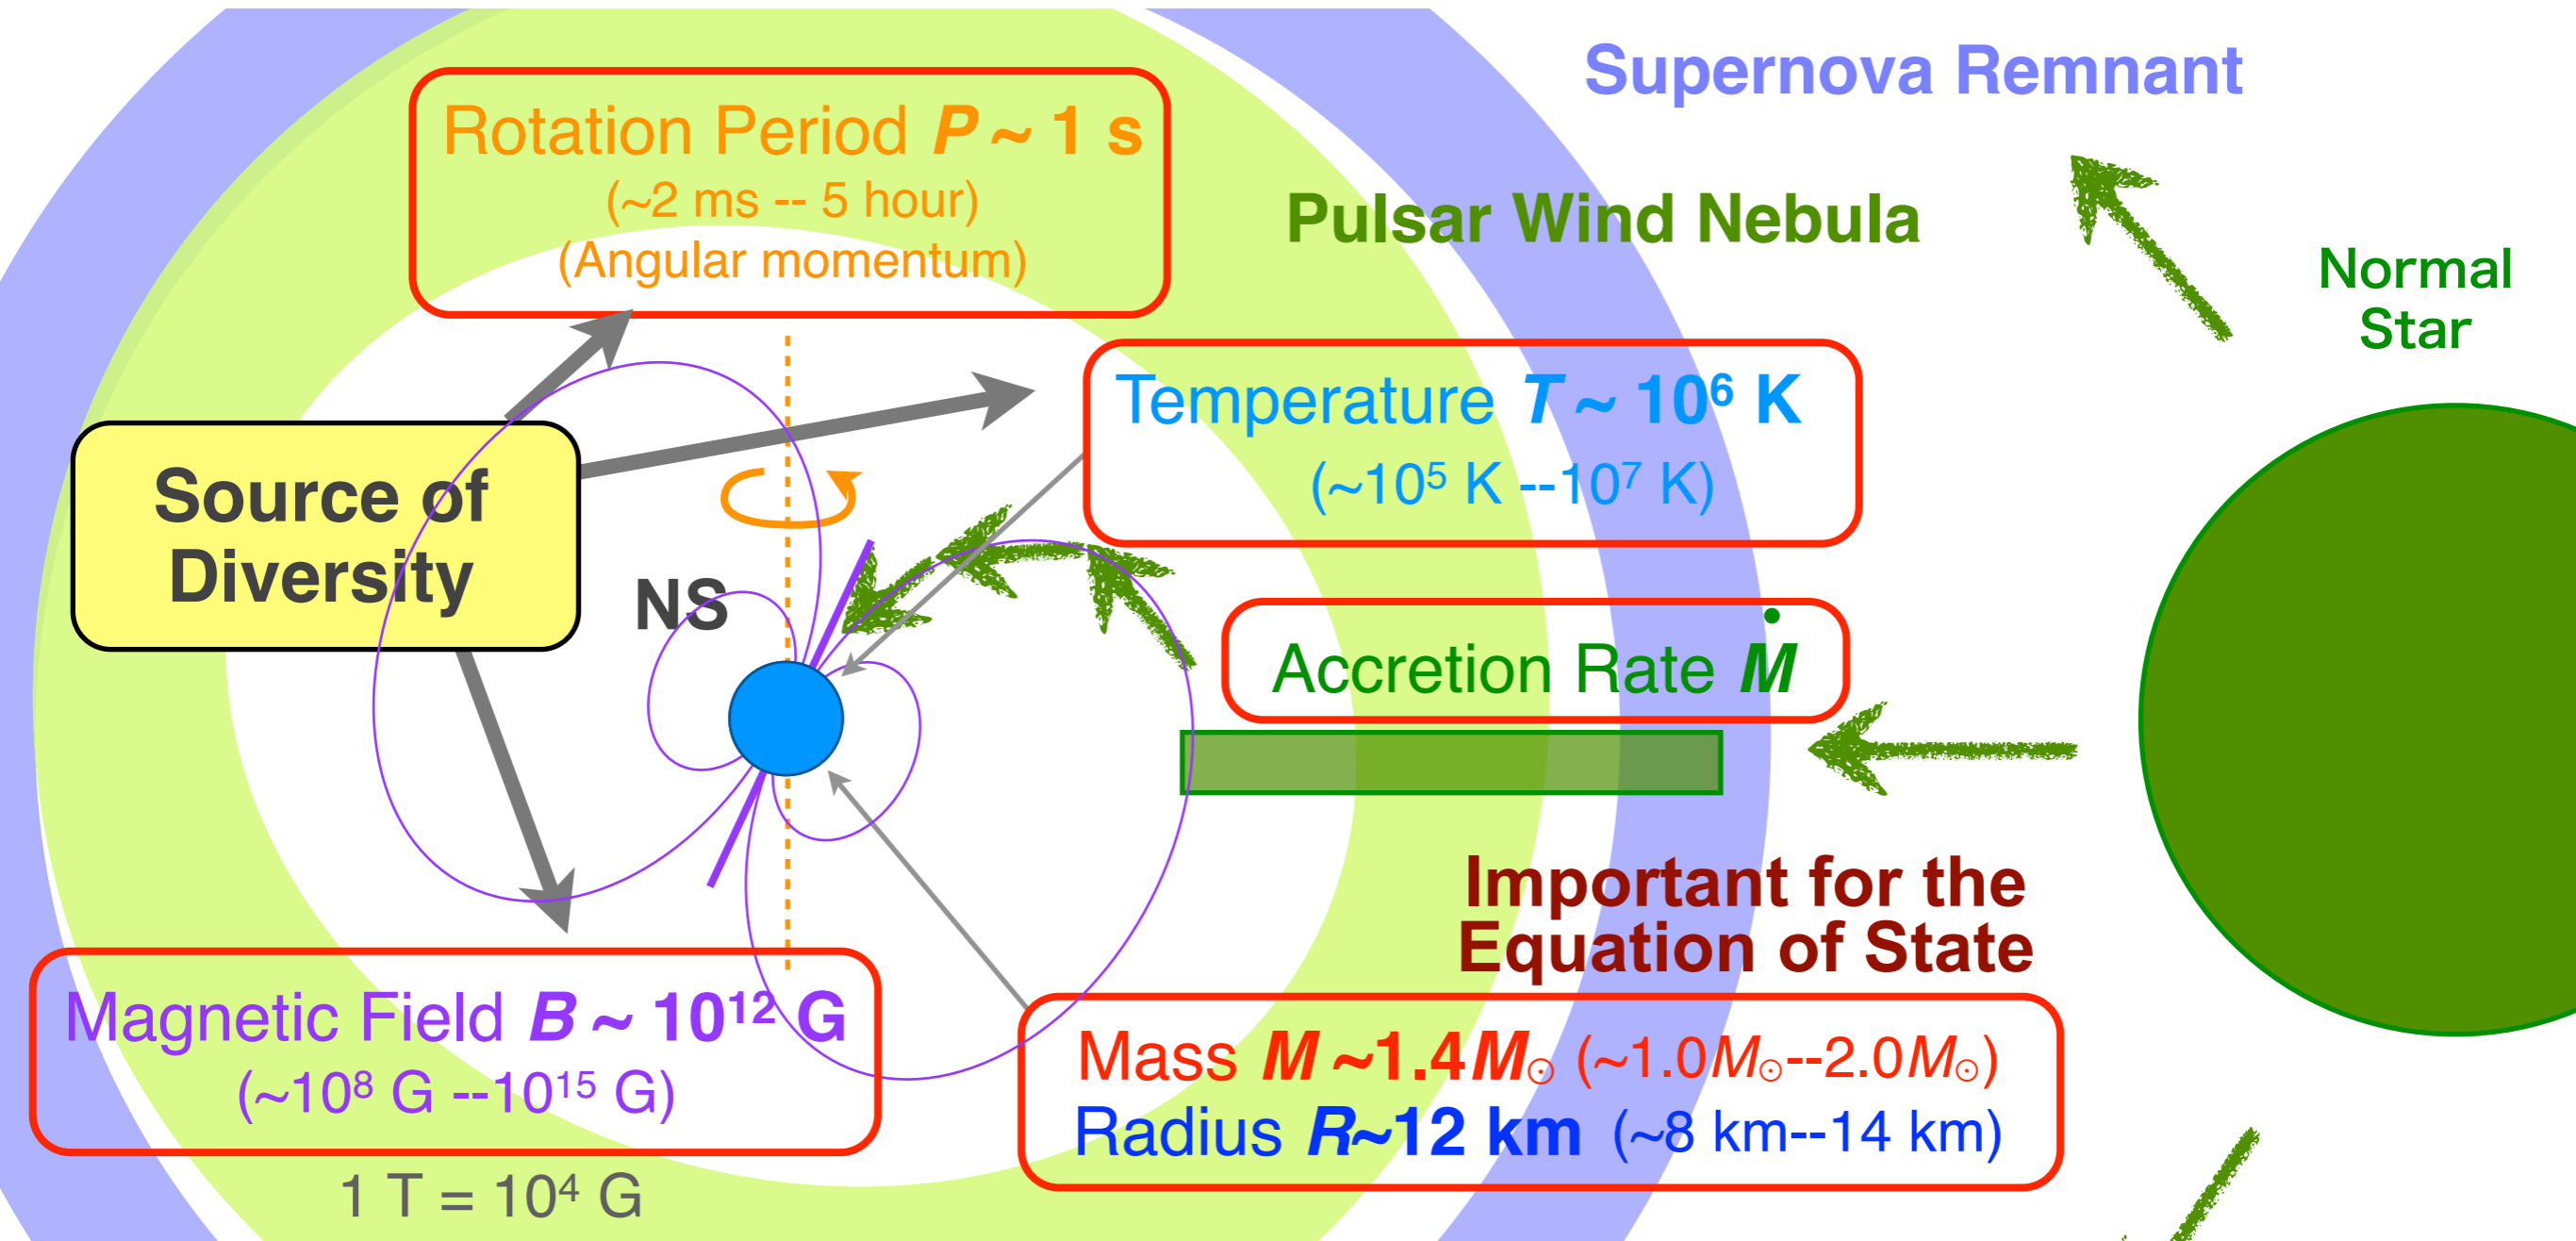 Supernova Remnant
Rotation Period P ~ 1 s
(~2 ms -- 5 hour)
(Angular momentum)
Pulsar Wind Nebula
Normal
Star
Temperature T ~ 10⁶ K
(~10⁵ K --10⁷ K)
Source of
Diversity
NS
Accretion Rate Ṁ
Important for the
Equation of State
Magnetic Field B ~ 10¹² G
(~10⁸ G --10¹⁵ G)
Mass M ~1.4M☉ (~1.0M☉--2.0M☉)
Radius R~12 km (~8 km--14 km)
1 T = 10⁴ G